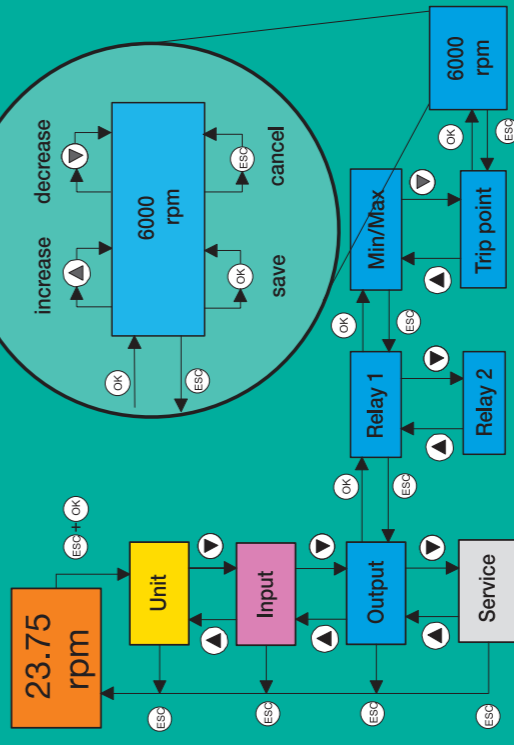 increase
decrease
6000
rpm
OK
ESC
OK
ESC
save
cancel
23.75
rpm
ESC + OK
Unit
ESC
Input
ESC
Output
ESC
Service
ESC
OK
ESC
Relay 1
Relay 2
OK
ESC
Min/Max
Trip point
OK
ESC
6000
rpm